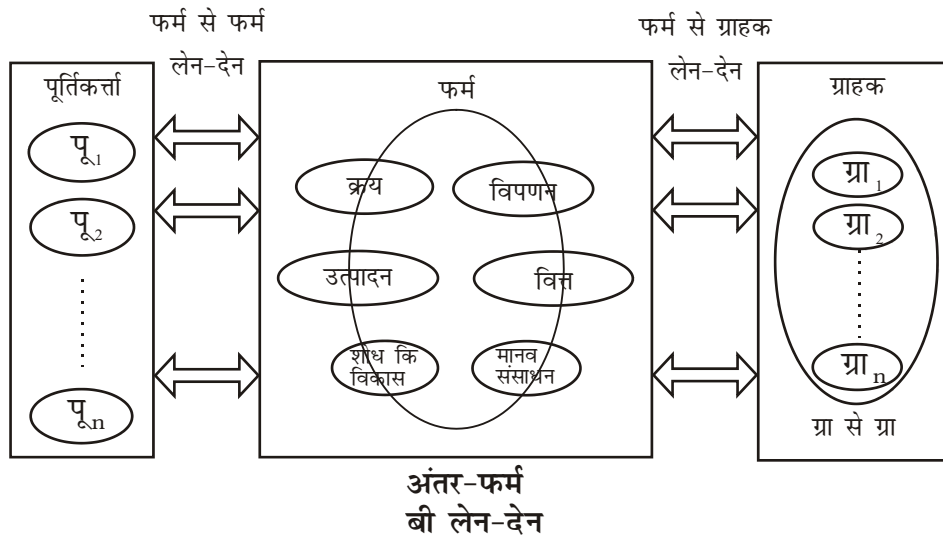 फर्म से फर्म
लेन-देन
फर्म से ग्राहक
लेन-देन
पूर्तिकर्त्ता
पू1
पू2
पूn
फर्म
क्रय
विपणन
उत्पादन
वित्त
शोध कि
विकास
मानव
संसाधन
ग्राहक
ग्रा1
ग्रा2
ग्राn
ग्रा से ग्रा
अंतर-फर्म
बी लेन-देन